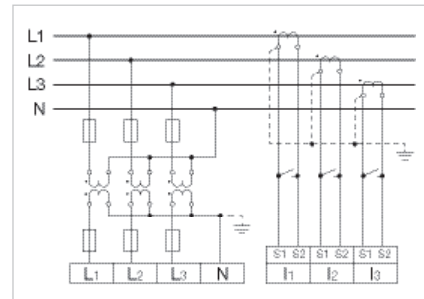 L1
L2
L3
N
S1 S2 S1 S2 S1 S2
L1 L2 L3 N I1 I2 I3